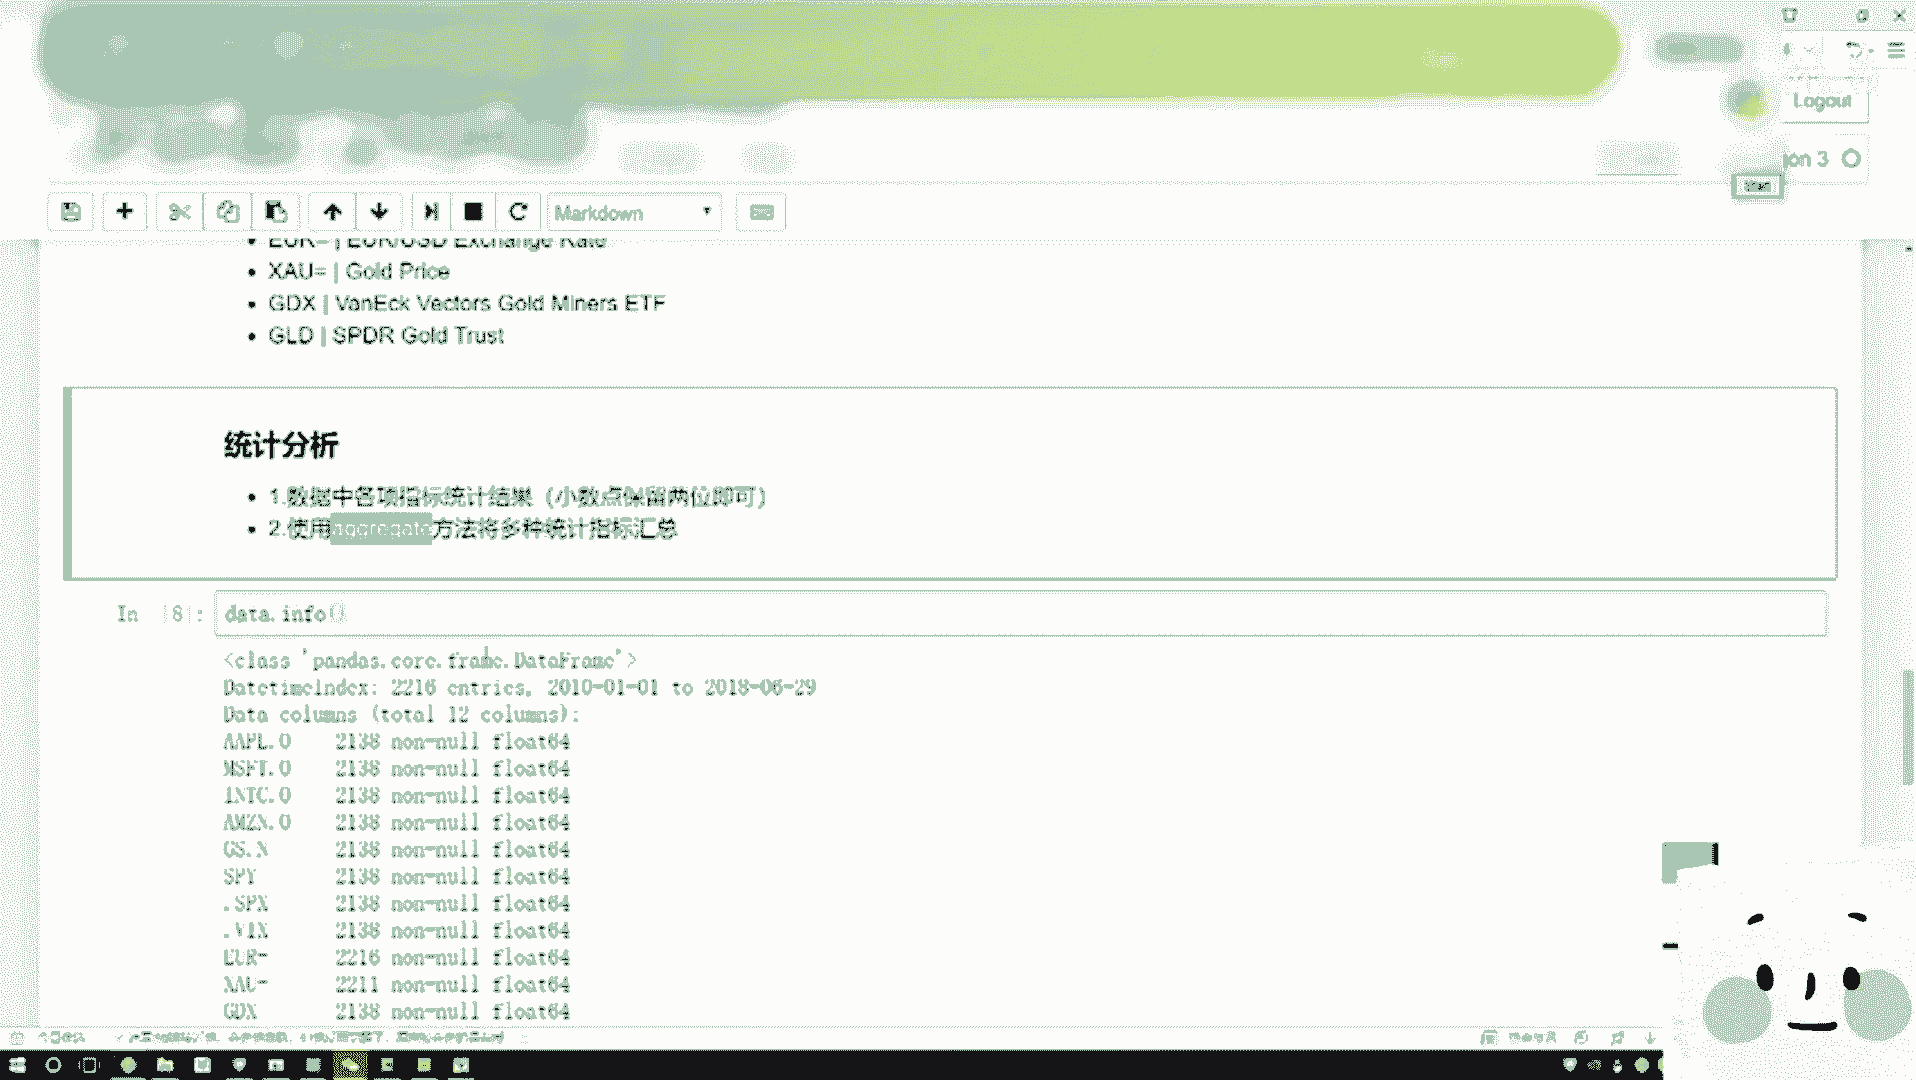 Logout
on 3
Markdown
EUR= | EUR/USD Exchange Rate
XAU= | Gold Price
GDX | VanEck Vectors Gold Miners ETF
GLD | SPDR Gold Trust
统计分析
1.数据中各项指标统计结果（小数点保留两位即可）
2.使用aggregate方法将多种统计指标汇总
In [8]: data.info()
<class 'pandas.core.frame.DataFrame'>
DatetimeIndex: 2216 entries, 2010-01-01 to 2018-06-29
Data columns (total 12 columns):
AAPL.O 2138 non-null float64
MSFT.O 2138 non-null float64
INTC.O 2138 non-null float64
AMZN.O 2138 non-null float64
GS.N 2138 non-null float64
SPY 2138 non-null float64
.SPX 2138 non-null float64
.VIX 2138 non-null float64
EUR= 2216 non-null float64
XAU= 2211 non-null float64
GDX 2138 non-null float64